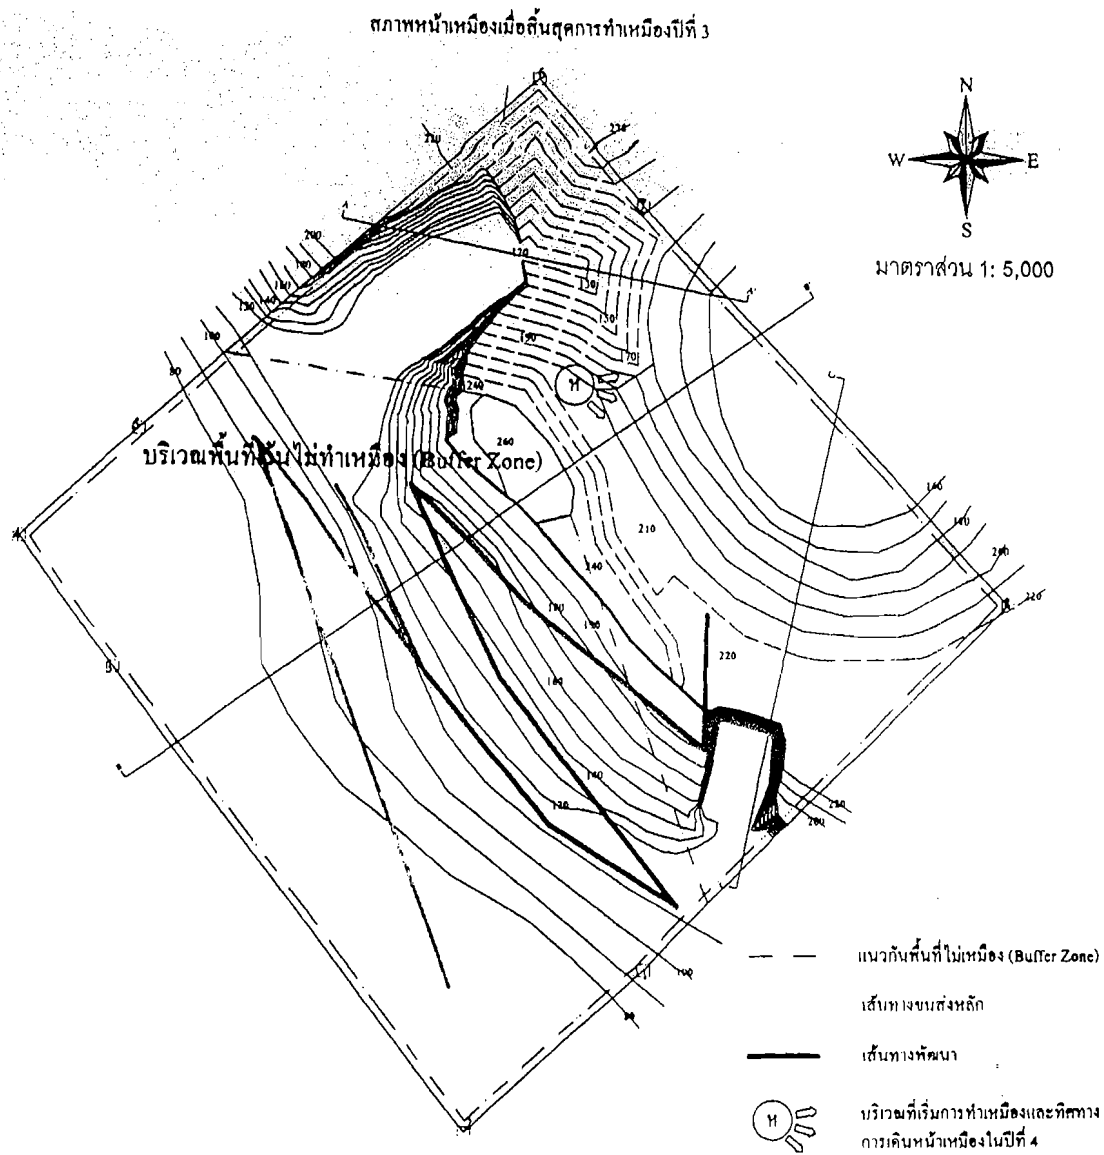 สภาพหน้าเหมืองเมื่อสิ้นสุดการทำเหมืองปีที่ 3
N
W E
S
มาตราส่วน 1: 5,000
230
210
A
200
180
160
140
120
100
80
120
130
150
170
190
240
260
A'
C'
บริเวณพื้นที่กันไม่ทำเหมือง (Buffer Zone)
ห
210
240
160
180
200
220
180
190
220
160
140
120
220
200
100
80
แนวกันพื้นที่ไม่เหมือง (Buffer Zone)
เส้นทางขนส่งหลัก
เส้นทางพัฒนา
ห
บริเวณที่เริ่มการทำเหมืองและทิศทาง
การเดินหน้าเหมืองในปีที่ 4